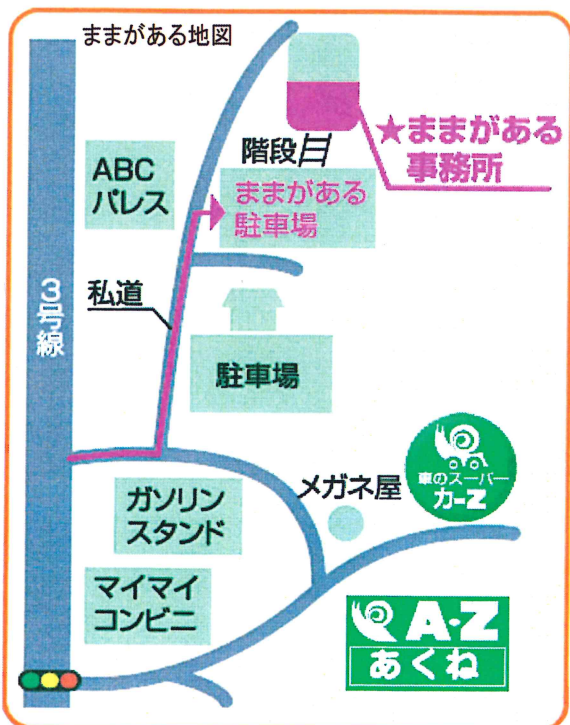 ままがある地図
★ままがある
事務所
階段
ABC
パレス
ままがある
駐車場
3号線
私道
駐車場
車のスーパー
カーZ
メガネ屋
ガソリン
スタンド
マイマイ
コンビニ
A・Z
あくね